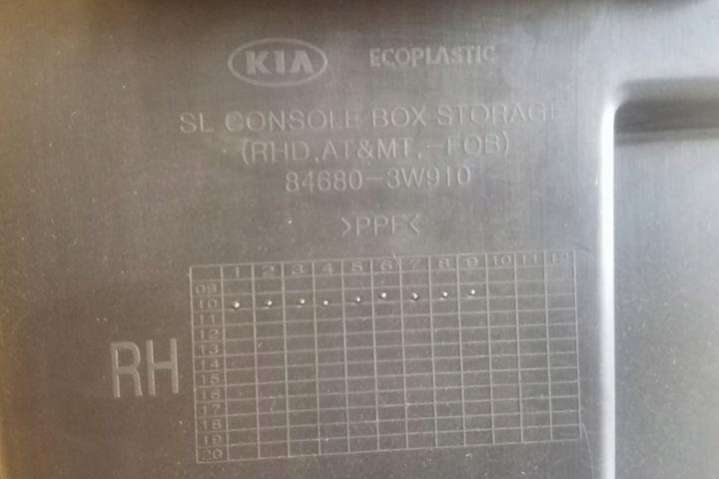 KIA ECOPLASTIC
SL CONSOLE BOX STORAGE
(RHD,AT&MT,-FOB)
84680-3W910
>PPF<
1 2 3 4 5 6 7 8 9 10 11 12
09
10
11
12
13
14
15
16
17
18
19
20
RH